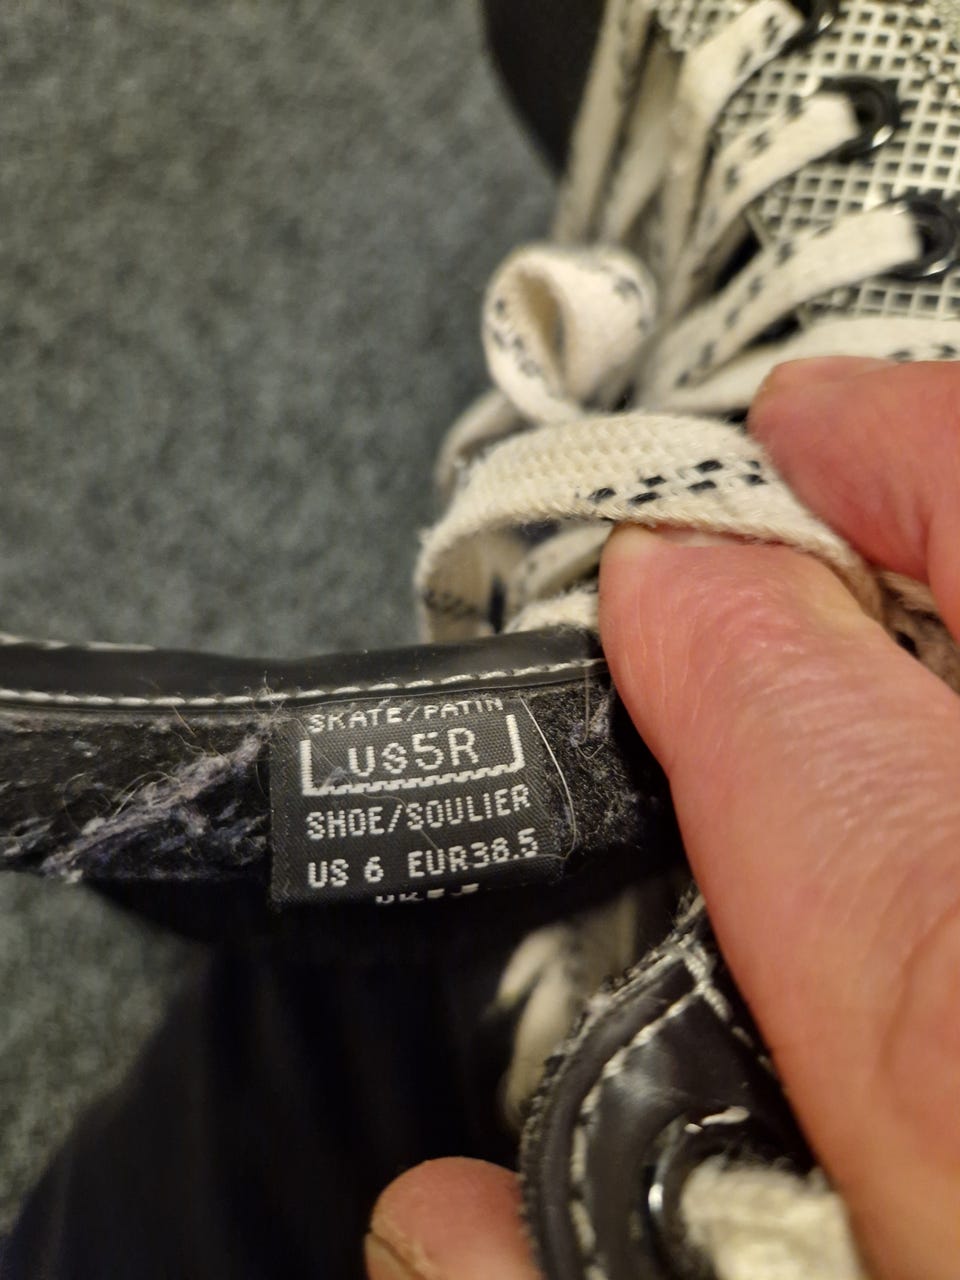 SKATE/PATIN
US5R
SHOE/SOULIER
US 6 EUR38.5